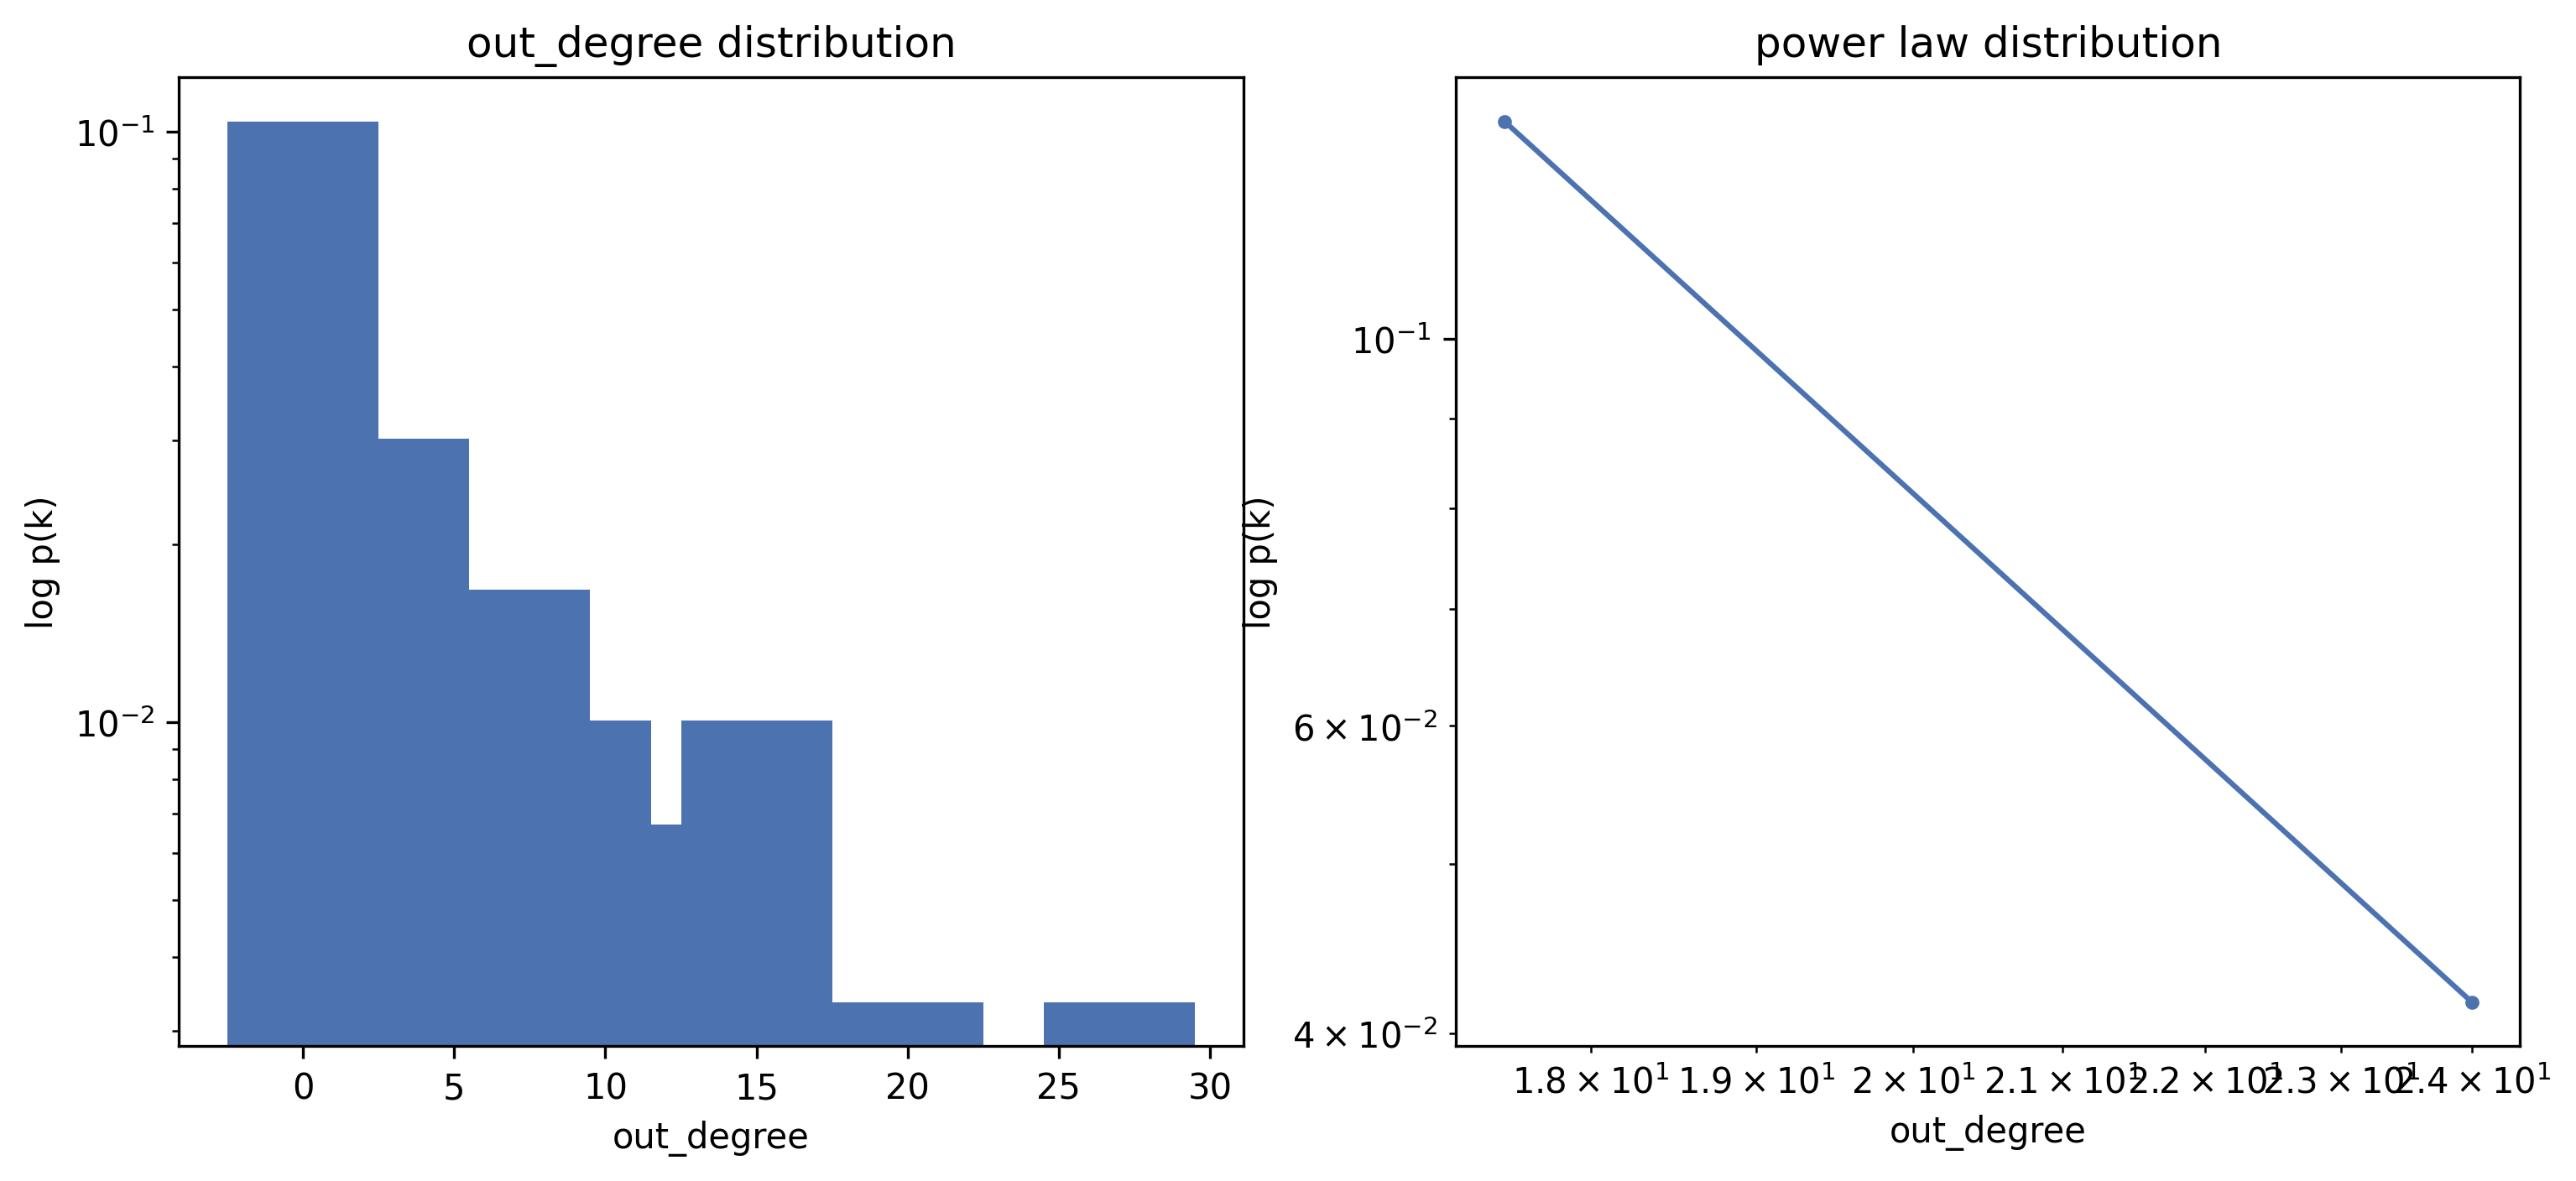 out_degree distribution
log p(k)
10⁻¹
10⁻²
0 5 10 15 20 25 30
out_degree
power law distribution
log p(k)
10⁻¹
6 × 10⁻²
4 × 10⁻²
1.8 × 10¹ 1.9 × 10¹ 2 × 10¹ 2.1 × 10¹ 2.2 × 10¹ 2.3 × 10¹ 2.4 × 10¹
out_degree